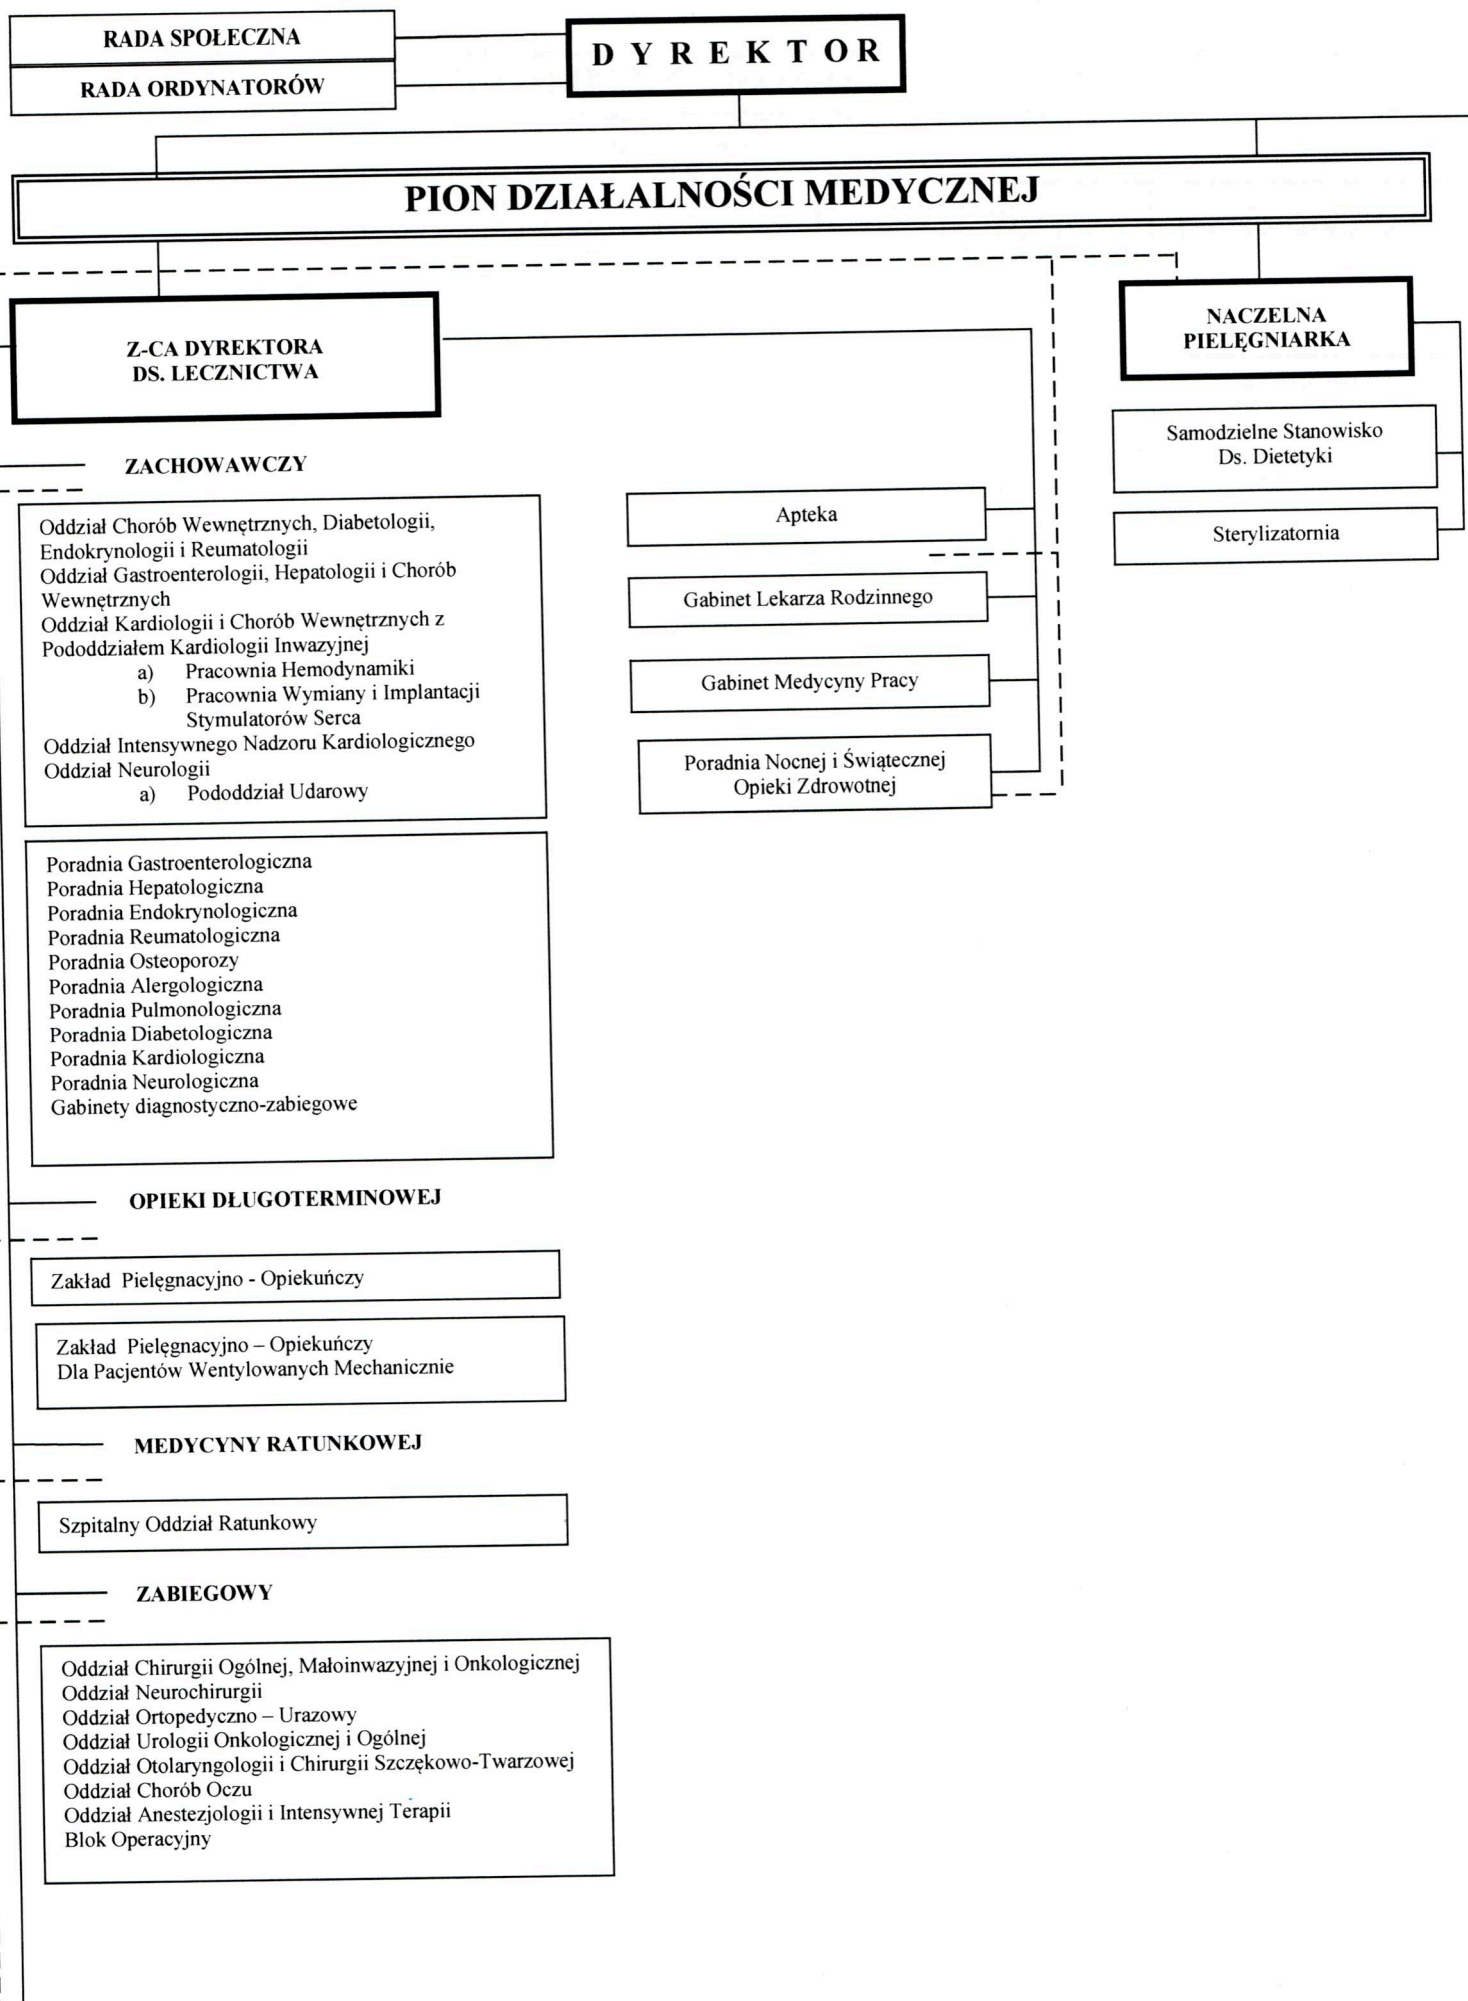 RADA SPOŁECZNA
RADA ORDYNATORÓW
D Y R E K T O R
PION DZIAŁALNOŚCI MEDYCZNEJ
Z-CA DYREKTORA
DS. LECZNICTWA
NACZELNA
PIELĘGNIARKA
Samodzielne Stanowisko
Ds. Dietetyki
Sterylizatornia
Apteka
Gabinet Lekarza Rodzinnego
Gabinet Medycyny Pracy
Poradnia Nocnej i Świątecznej
Opieki Zdrowotnej
ZACHOWAWCZY
Oddział Chorób Wewnętrznych, Diabetologii,
Endokrynologii i Reumatologii
Oddział Gastroenterologii, Hepatologii i Chorób
Wewnętrznych
Oddział Kardiologii i Chorób Wewnętrznych z
Pododdziałem Kardiologii Inwazyjnej
a) Pracownia Hemodynamiki
b) Pracownia Wymiany i Implantacji
Stymulatorów Serca
Oddział Intensywnego Nadzoru Kardiologicznego
Oddział Neurologii
a) Pododdział Udarowy
Poradnia Gastroenterologiczna
Poradnia Hepatologiczna
Poradnia Endokrynologiczna
Poradnia Reumatologiczna
Poradnia Osteoporozy
Poradnia Alergologiczna
Poradnia Pulmonologiczna
Poradnia Diabetologiczna
Poradnia Kardiologiczna
Poradnia Neurologiczna
Gabinety diagnostyczno-zabiegowe
OPIEKI DŁUGOTERMINOWEJ
Zakład Pielęgnacyjno - Opiekuńczy
Zakład Pielęgnacyjno – Opiekuńczy
Dla Pacjentów Wentylowanych Mechanicznie
MEDYCYNY RATUNKOWEJ
Szpitalny Oddział Ratunkowy
ZABIEGOWY
Oddział Chirurgii Ogólnej, Małoinwazyjnej i Onkologicznej
Oddział Neurochirurgii
Oddział Ortopedyczno – Urazowy
Oddział Urologii Onkologicznej i Ogólnej
Oddział Otolaryngologii i Chirurgii Szczękowo-Twarzowej
Oddział Chorób Oczu
Oddział Anestezjologii i Intensywnej Terapii
Blok Operacyjny